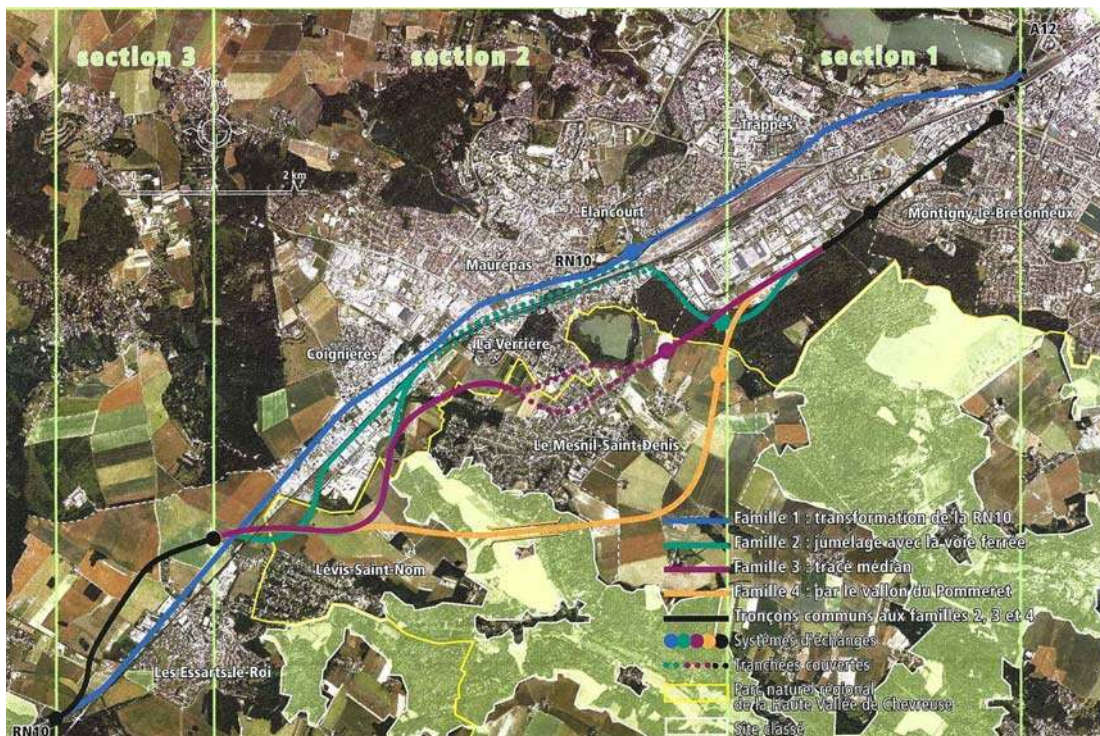 section 3
section 2
section 1
A12
2 km
Trappes
Elancourt
Montigny-le-Bretonneux
Maurepas
RN10
La Verrière
Coignières
Le Mesnil-Saint-Denis
Lévis-Saint-Nom
Les Essarts-le-Roi
RN10
Famille 1 : transformation de la RN10
Famille 2 : jumelage avec la voie ferrée
Famille 3 : tracé médian
Famille 4 : par le vallon du Pommeret
Tronçons communs aux familles 2, 3 et 4
Systèmes d'échanges
Tranchées couvertes
Parc naturel régional
de la Haute Vallée de Chevreuse
Site classé